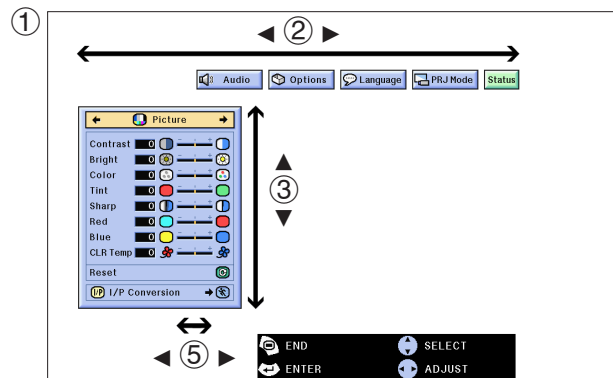 ①
◄ ② ►
Audio Options Language PRJ Mode Status
Picture
Contrast 0
Bright 0
Color 0
Tint 0
Sharp 0
Red 0
Blue 0
CLR Temp 0
Reset
I/P I/P Conversion
▲
③
▼
◄ ⑤ ►
END SELECT
ENTER ADJUST